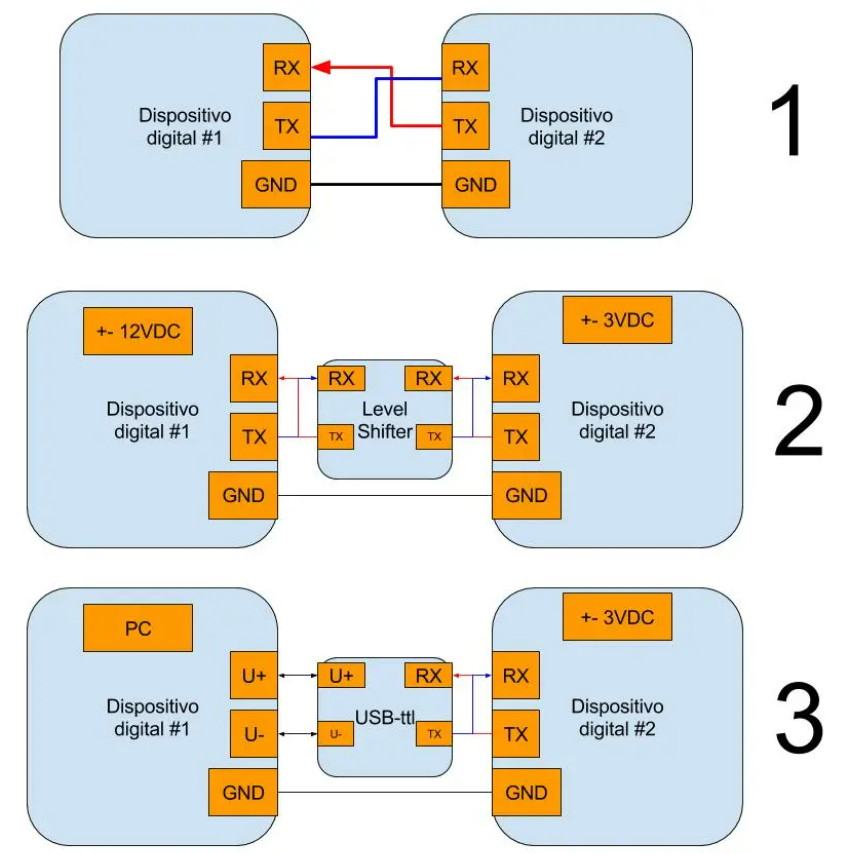 RX
RX
Dispositivo
digital #1
TX
TX
Dispositivo
digital #2
GND
GND
1
+- 12VDC
+- 3VDC
RX
RX
RX
RX
Dispositivo
digital #1
Level
Shifter
Dispositivo
digital #2
TX
TX
TX
TX
GND
GND
2
PC
+- 3VDC
U+
U+
RX
RX
Dispositivo
digital #1
USB-ttl
Dispositivo
digital #2
U-
U-
TX
TX
GND
GND
3